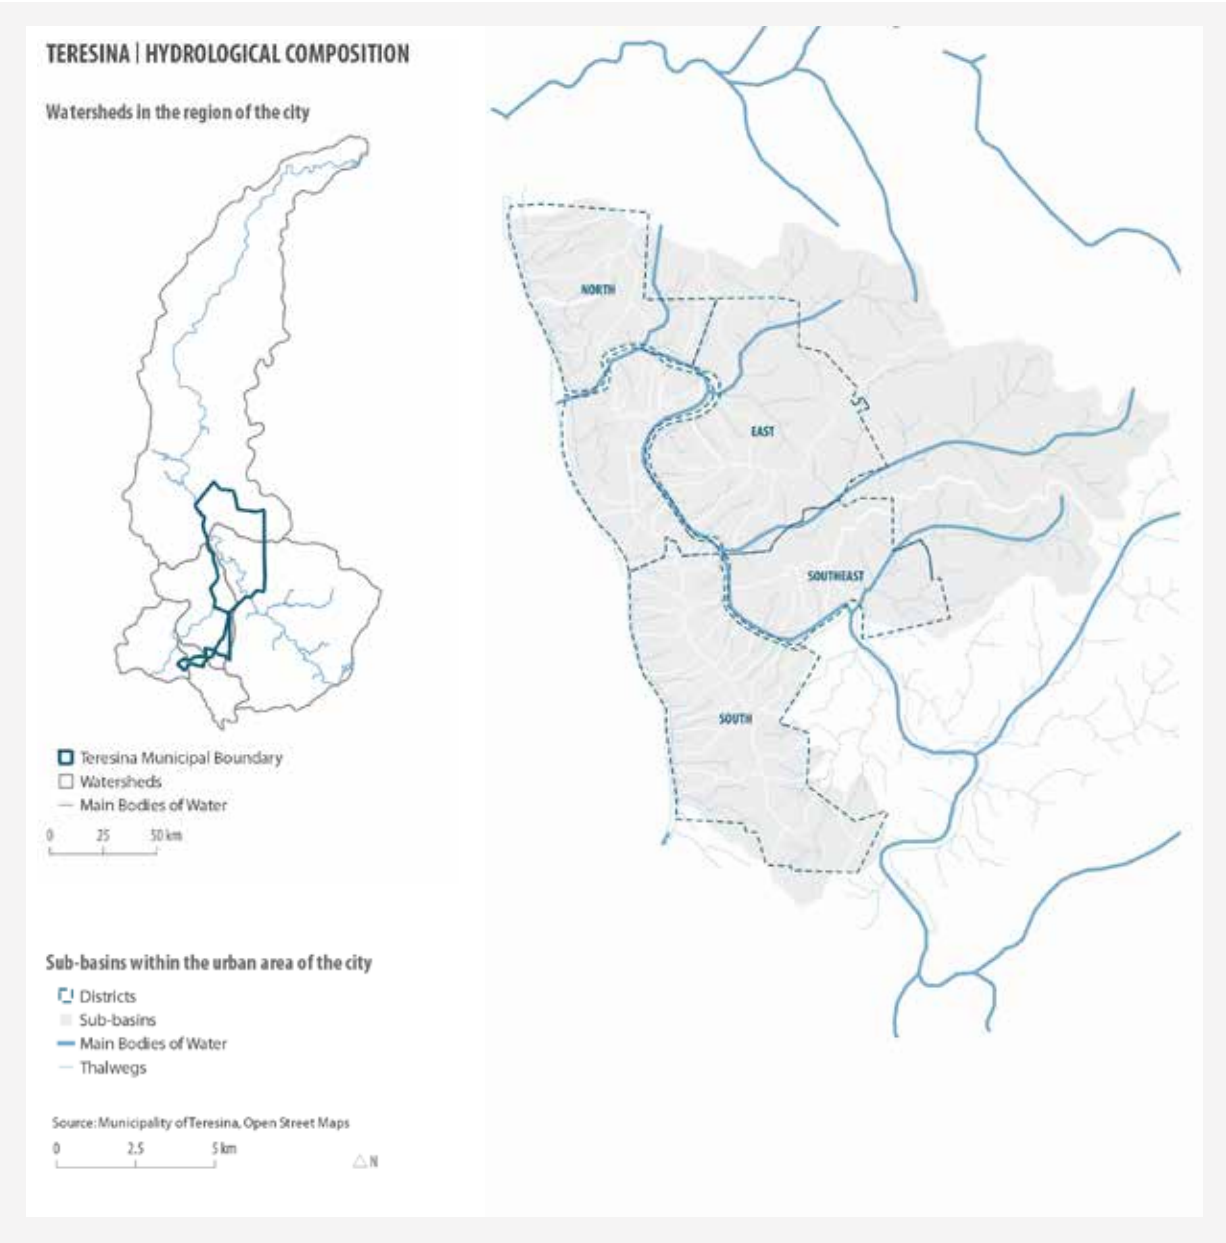 TERESINA | HYDROLOGICAL COMPOSITION
Watersheds in the region of the city
Teresina Municipal Boundary
Watersheds
Main Bodies of Water
0 25 50 km
Sub-basins within the urban area of the city
Districts
Sub-basins
Main Bodies of Water
Thalwegs
Source: Municipality of Teresina, Open Street Maps
0 2.5 5 km
N
NORTH
EAST
SOUTHEAST
SOUTH